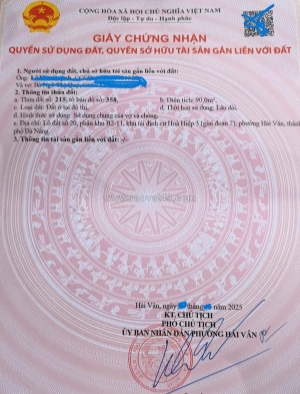 CỘNG HÒA XÃ HỘI CHỦ NGHĨA VIỆT NAM
Độc lập - Tự do - Hạnh phúc
GIẤY CHỨNG NHẬN
QUYỀN SỬ DỤNG ĐẤT, QUYỀN SỞ HỮU TÀI SẢN GẮN LIỀN VỚI ĐẤT
1. Người sử dụng đất, chủ sở hữu tài sản gắn liền với đất:
Ông
Và vợ:
2. Thông tin thửa đất:
a. Thửa đất số: 215; tờ bản đồ số: 358, b. Diện tích: 90,0m².
c. Loại đất: Đất ở tại đô thị. d. Thời hạn sử dụng: Lâu dài.
đ. Hình thức sử dụng: Sử dụng chung của vợ và chồng.
e. Địa chỉ: Lô đất số 20, phân khu B2-11, khu tái định cư Hoà Hiệp 3 (giai đoạn 2), phường Hải Vân, thành
phố Đà Nẵng.
3. Thông tin tài sản gắn liền với đất: -/-
Hải Vân, ngày 2025
KT. CHỦ TỊCH
PHÓ CHỦ TỊCH
ỦY BAN NHÂN DÂN PHƯỜNG HẢI VÂN